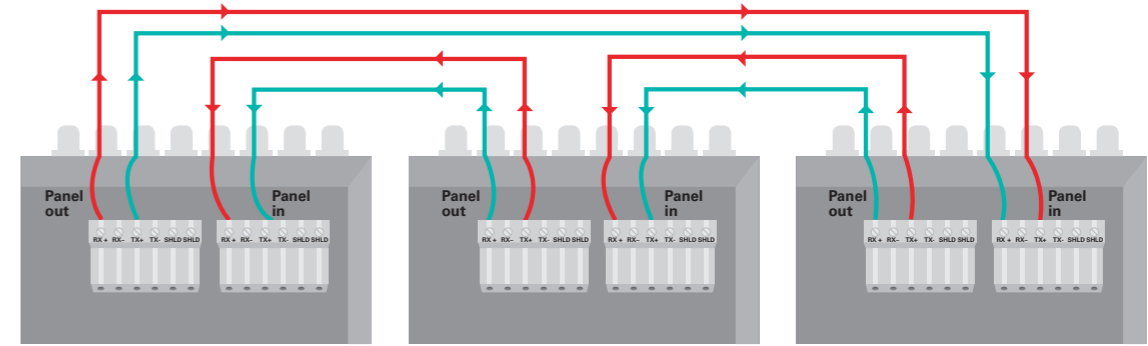 Panel
out
Panel
in
RX + RX– TX+ TX- SHLD SHLD
RX + RX– TX+ TX- SHLD SHLD
Panel
out
Panel
in
RX + RX– TX+ TX- SHLD SHLD
RX + RX– TX+ TX- SHLD SHLD
Panel
out
Panel
in
RX + RX– TX+ TX- SHLD SHLD
RX + RX– TX+ TX- SHLD SHLD